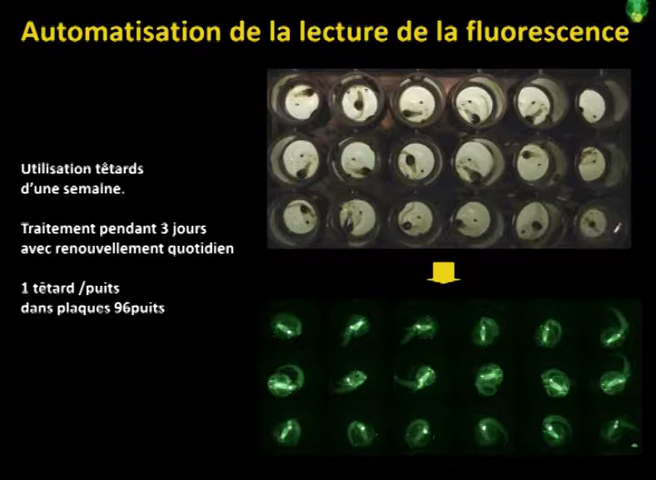 Automatisation de la lecture de la fluorescence
Utilisation têtards
d'une semaine.
Traitement pendant 3 jours
avec renouvellement quotidien
1 têtard /puits
dans plaques 96puits